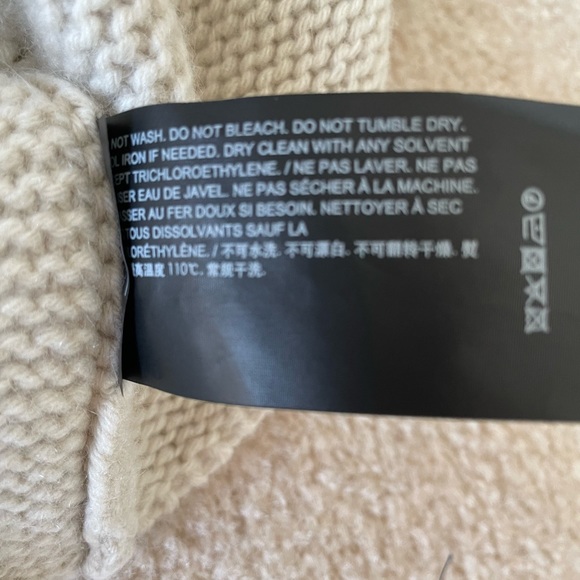 NOT WASH. DO NOT BLEACH. DO NOT TUMBLE DRY.
OL IRON IF NEEDED. DRY CLEAN WITH ANY SOLVENT
EPT TRICHLOROETHYLENE. / NE PAS LAVER. NE PAS
SER EAU DE JAVEL. NE PAS SÉCHER À LA MACHINE.
SSER AU FER DOUX SI BESOIN. NETTOYER À SEC
TOUS DISSOLVANTS SAUF LA
ORÉTHYLÈNE. / 不可水洗. 不可漂白. 不可翻转干燥. 熨
高温度 110℃. 常规干洗.